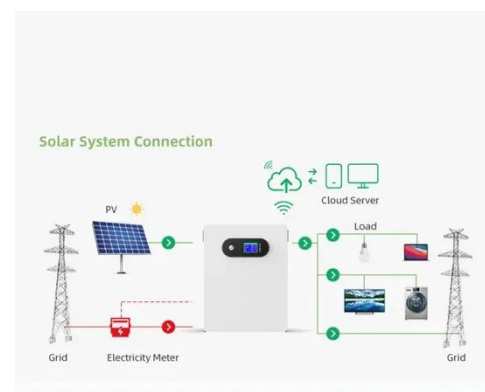 Solar System Connection
Cloud Server
PV
Load
Grid
Electricity Meter
Grid